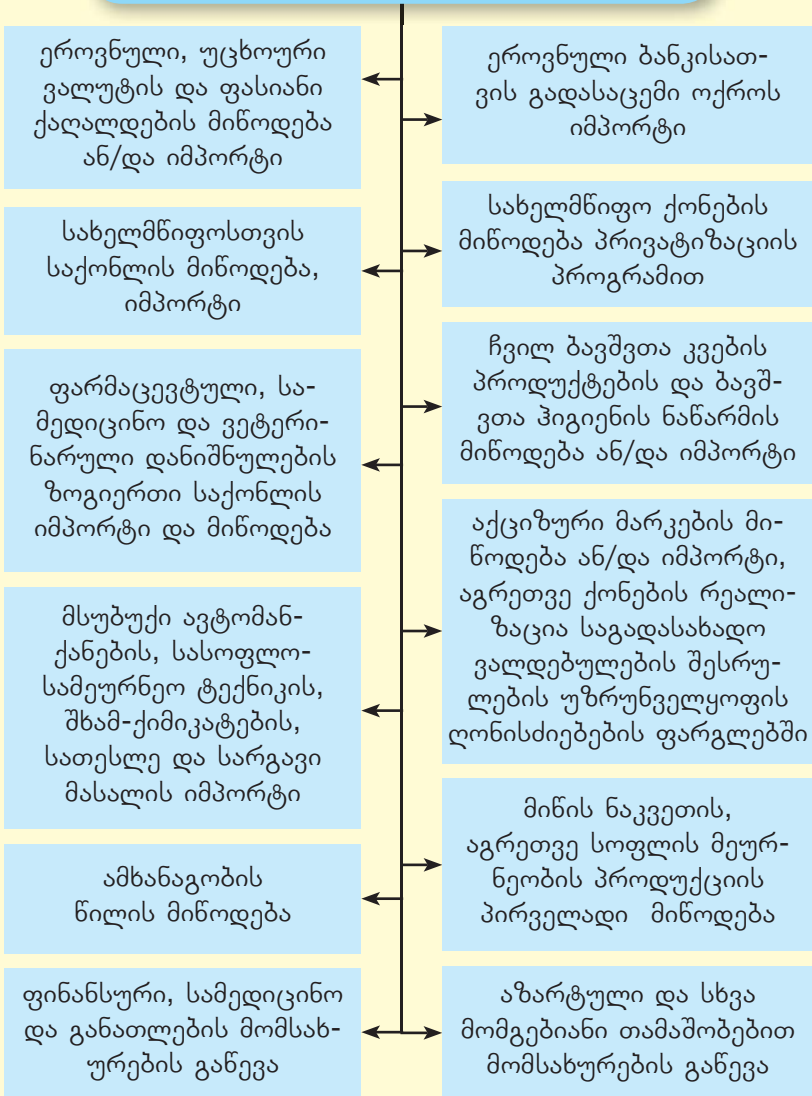 ეროვნული, უცხოური
ვალუტის და ფასიანი
ქაღალდების მიწოდება
ან/და იმპორტი
ეროვნული ბანკისათ-
ვის გადასაცემი ოქროს
იმპორტი
სახელმწიფოსთვის
საქონლის მიწოდება,
იმპორტი
სახელმწიფო ქონების
მიწოდება პრივატიზაციის
პროგრამით
ფარმაცევტული, სა-
მედიცინო და ვეტერი-
ნარული დანიშნულების
ზოგიერთი საქონლის
იმპორტი და მიწოდება
ჩვილ ბავშვთა კვების
პროდუქტების და ბავშ-
ვთა ჰიგიენის ნაწარმის
მიწოდება ან/და იმპორტი
მსუბუქი ავტომან-
ქანების, სასოფლო-
სამეურნეო ტექნიკის,
შხამ-ქიმიკატების,
სათესლე და სარგავი
მასალის იმპორტი
აქციზური მარკების მი-
წოდება ან/და იმპორტი,
აგრეთვე ქონების რეალი-
ზაცია საგადასახადო
ვალდებულების შესრუ-
ლების უზრუნველყოფის
ღონისძიებების ფარგლებში
ამხანაგობის
წილის მიწოდება
მიწის ნაკვეთის,
აგრეთვე სოფლის მეურ-
ნეობის პროდუქციის
პირველადი მიწოდება
ფინანსური, სამედიცინო
და განათლების მომსახ-
ურების გაწევა
აზარტული და სხვა
მომგებიანი თამაშობებით
მომსახურების გაწევა